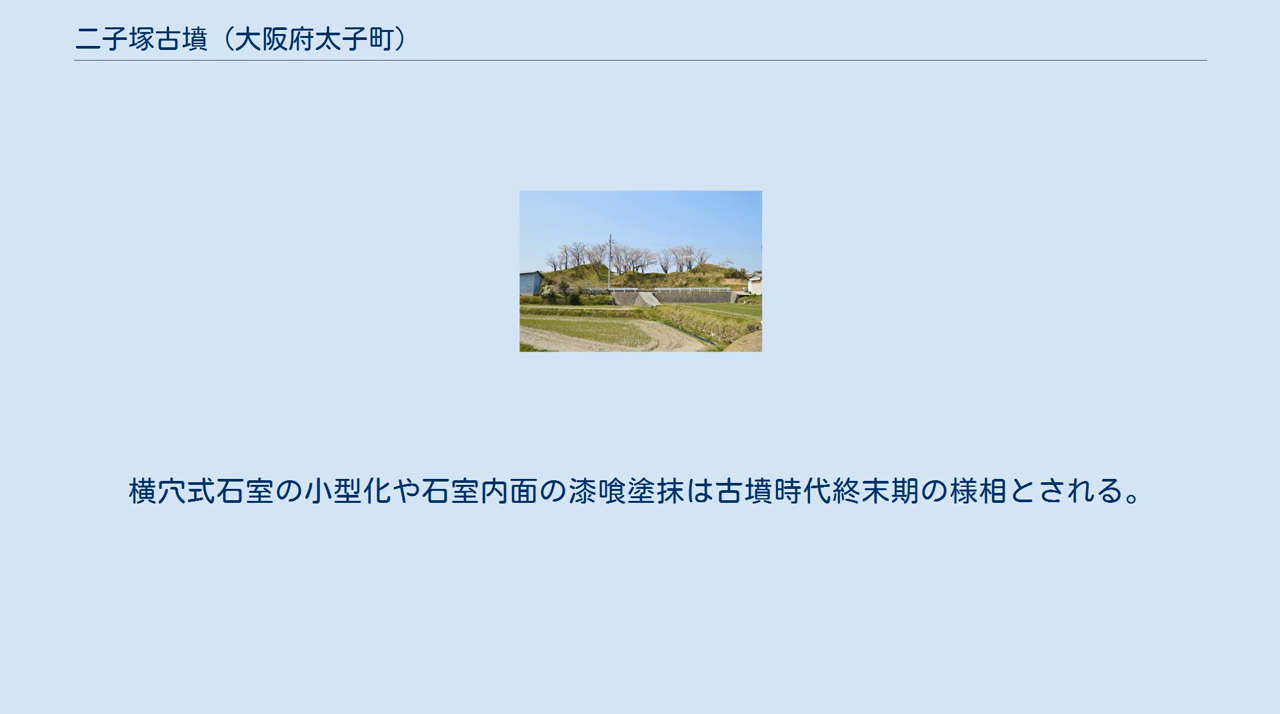 二子塚古墳（大阪府太子町）
横穴式石室の小型化や石室内面の漆喰塗抹は古墳時代終末期の様相とされる。